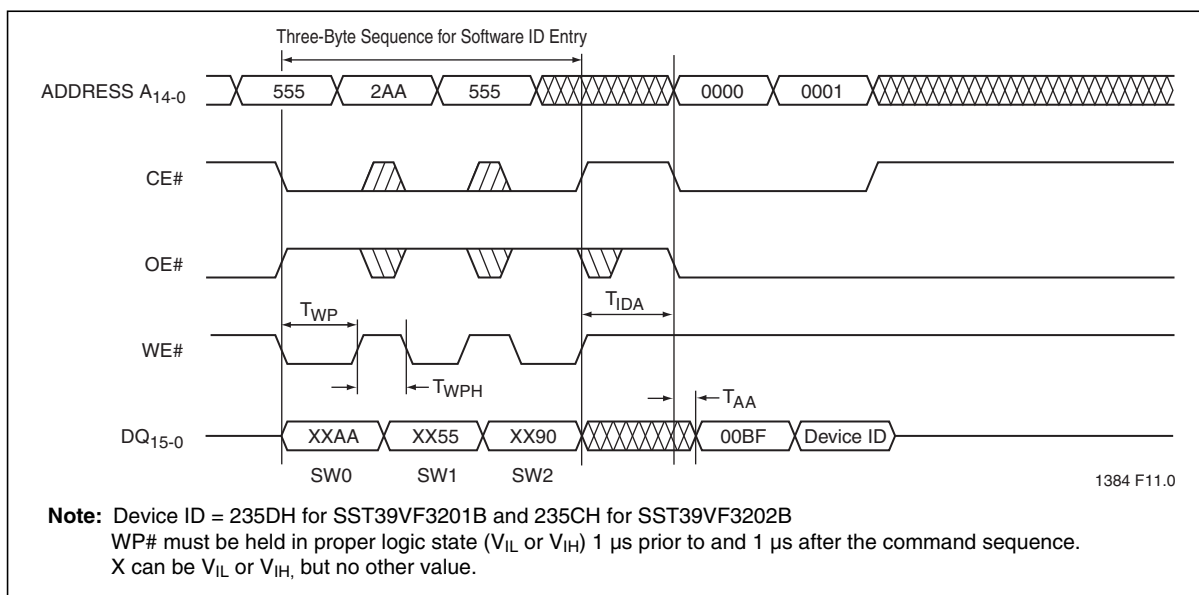 Three-Byte Sequence for Software ID Entry
ADDRESS A14-0
555
2AA
555
0000
0001
CE#
OE#
TWP
TIDA
WE#
TWPH
TAA
DQ15-0
XXAA
XX55
XX90
00BF
Device ID
SW0
SW1
SW2
1384 F11.0
Note: Device ID = 235DH for SST39VF3201B and 235CH for SST39VF3202B
WP# must be held in proper logic state (VIL or VIH) 1 µs prior to and 1 µs after the command sequence.
X can be VIL or VIH, but no other value.